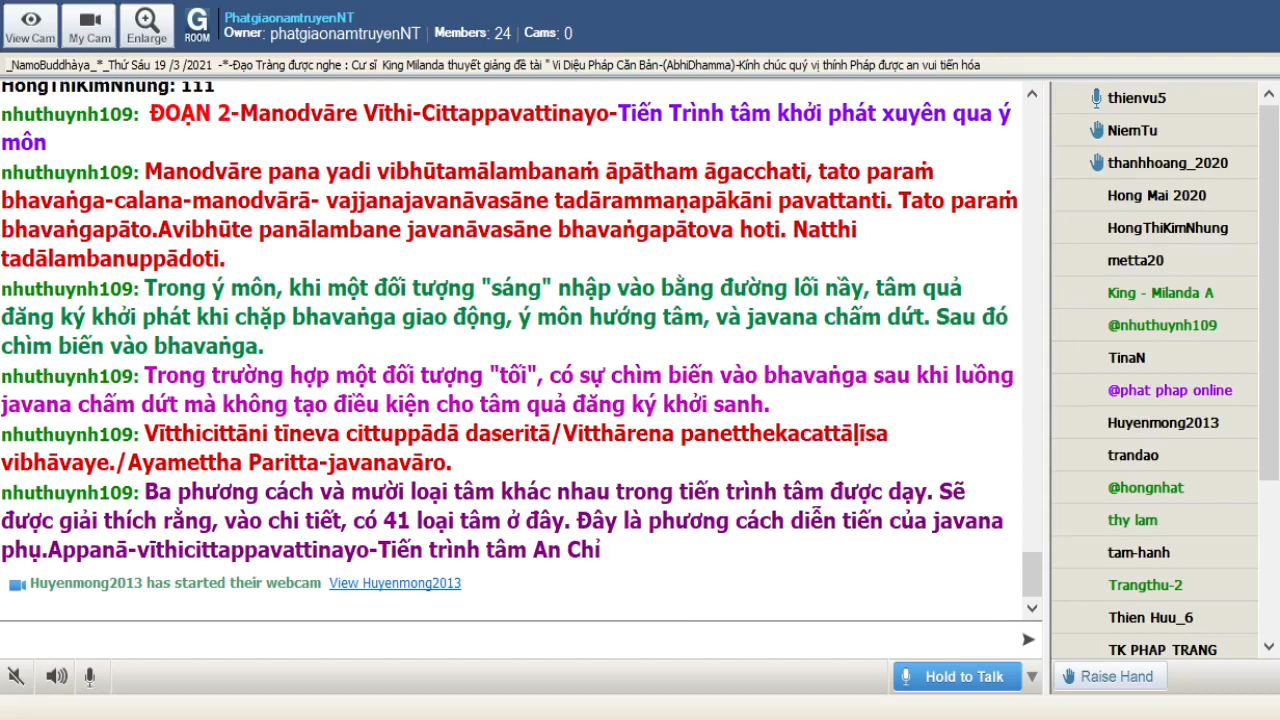 View Cam
My Cam
Enlarge
G
ROOM
PhatgiaonamtruyenNT
Owner: phatgiaonamtruyenNT | Members: 24 | Cams: 0
_NamoBuddhàya_*_Thứ Sáu 19 /3 /2021 -*-Đạo Tràng được nghe : Cư sĩ King Milanda thuyết giảng đề tài " Vi Diệu Pháp Căn Bản-(AbhiDhamma)-Kính chúc quý vị thính Pháp được an vui tiến hóa
HongThiKimNhung: 111
nhuthuynh109: ĐOẠN 2-Manodvāre Vīthi-Cittappavattinayo-Tiến Trình tâm khởi phát xuyên qua ý
môn
nhuthuynh109: Manodvāre pana yadi vibhūtamālambanaṁ āpātham āgacchati, tato paraṁ
bhavaṅga-calana-manodvārā- vajjanajavanāvasāne tadārammaṇapākāni pavattanti. Tato paraṁ
bhavaṅgapāto.Avibhūte panālambane javanāvasāne bhavaṅgapātova hoti. Natthi
tadālambanuppādoti.
nhuthuynh109: Trong ý môn, khi một đối tượng "sáng" nhập vào bằng đường lối nầy, tâm quả
đăng ký khởi phát khi chặp bhavaṅga giao động, ý môn hướng tâm, và javana chấm dứt. Sau đó
chìm biến vào bhavaṅga.
nhuthuynh109: Trong trường hợp một đối tượng "tối", có sự chìm biến vào bhavaṅga sau khi luồng
javana chấm dứt mà không tạo điều kiện cho tâm quả đăng ký khởi sanh.
nhuthuynh109: Vītthicittāni tīneva cittuppādā daseritā/Vitthārena panetthekacattāḷīsa
vibhāvaye./Ayamettha Paritta-javanavāro.
nhuthuynh109: Ba phương cách và mười loại tâm khác nhau trong tiến trình tâm được dạy. Sẽ
được giải thích rằng, vào chi tiết, có 41 loại tâm ở đây. Đây là phương cách diễn tiến của javana
phụ.Appanā-vīthicittappavattinayo-Tiến trình tâm An Chỉ
Huyenmong2013 has started their webcam View Huyenmong2013
Hold to Talk
thienvu5
NiemTu
thanhhoang_2020
Hong Mai 2020
HongThiKimNhung
metta20
King - Milanda A
@nhuthuynh109
TinaN
@phat phap online
Huyenmong2013
trandao
@hongnhat
thy lam
tam-hanh
Trangthu-2
Thien Huu_6
TK PHAP TRANG
Raise Hand